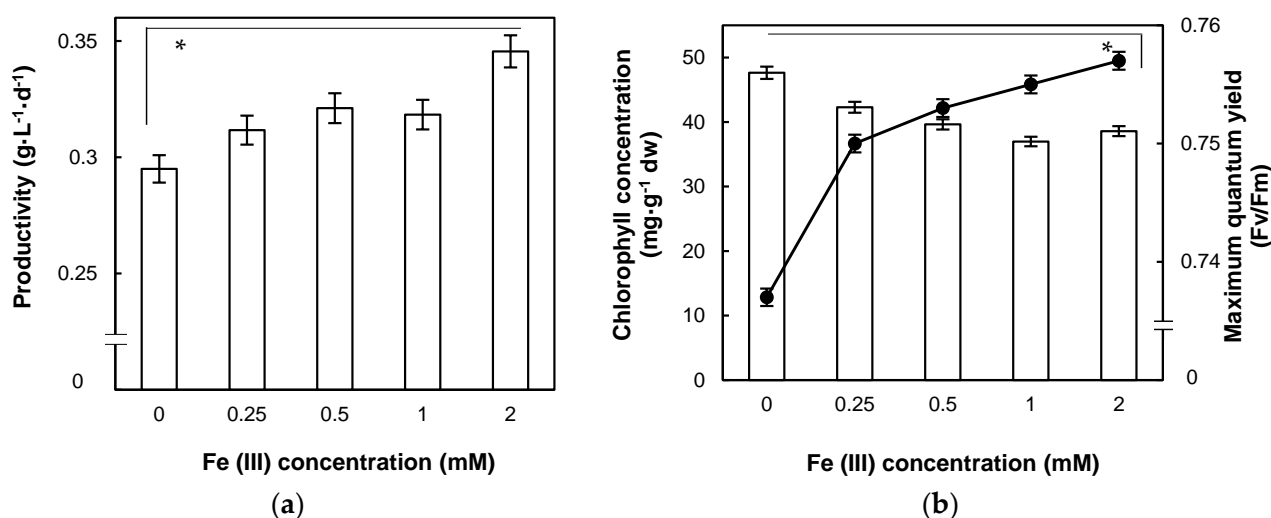 Productivity (g·L⁻¹·d⁻¹)
0.35
0.3
0.25
0
*
0 0.25 0.5 1 2
Fe (III) concentration (mM)
(a)
Chlorophyll concentration
(mg·g⁻¹ dw)
50
40
30
20
10
0
*
0 0.25 0.5 1 2
Fe (III) concentration (mM)
0.76
0.75
0.74
0
Maximum quantum yield
(Fv/Fm)
(b)